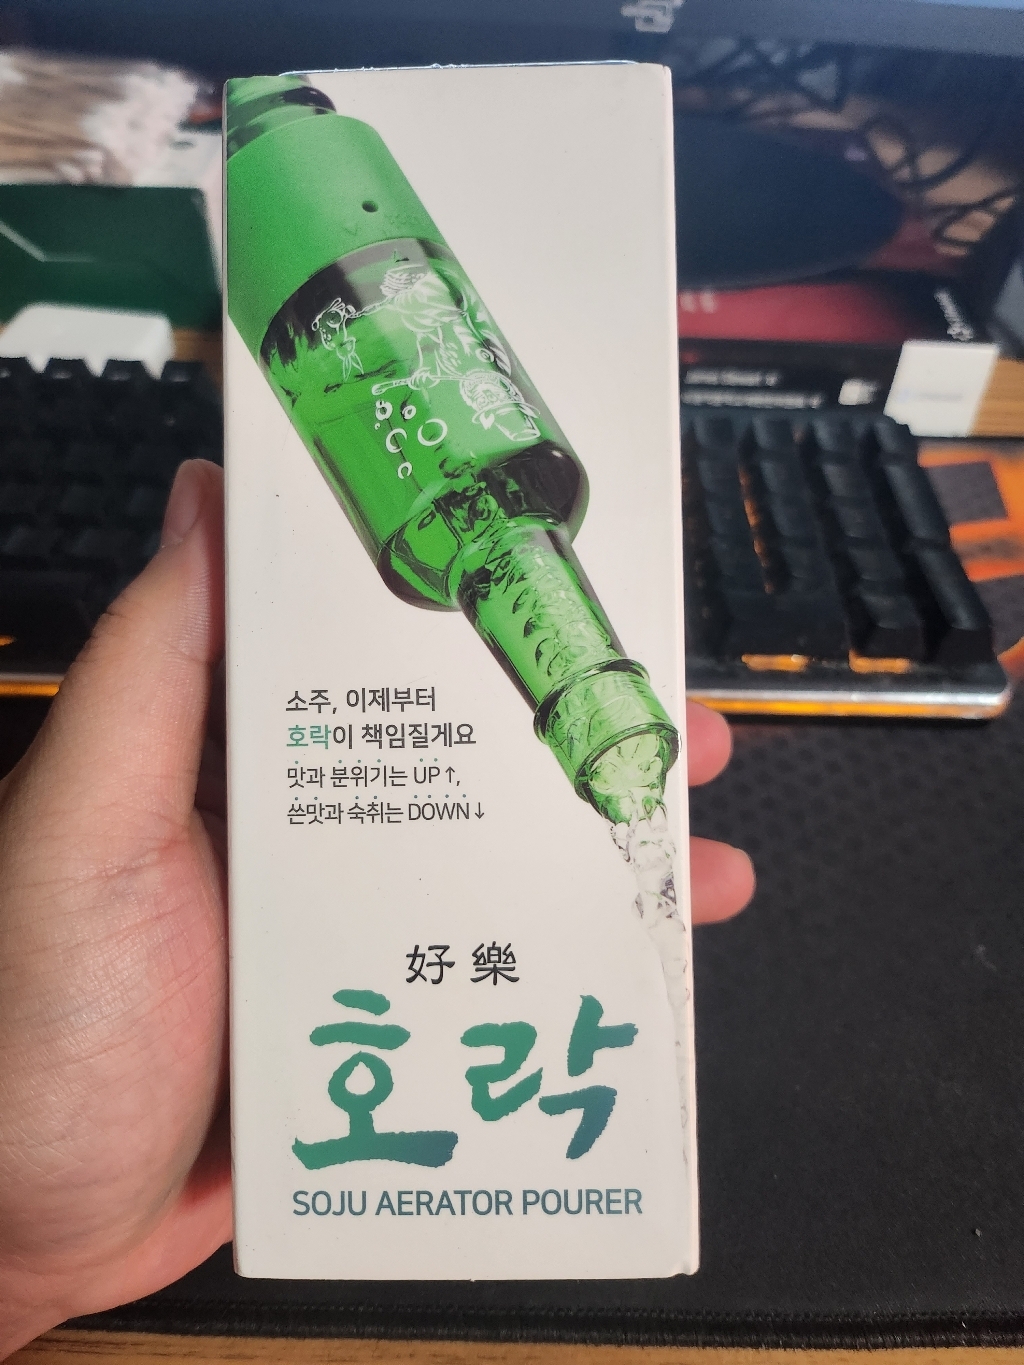 소주, 이제부터
호락이 책임질게요
맛과 분위기는 UP↑,
쓴맛과 숙취는 DOWN↓
好樂
호락
SOJU AERATOR POURER